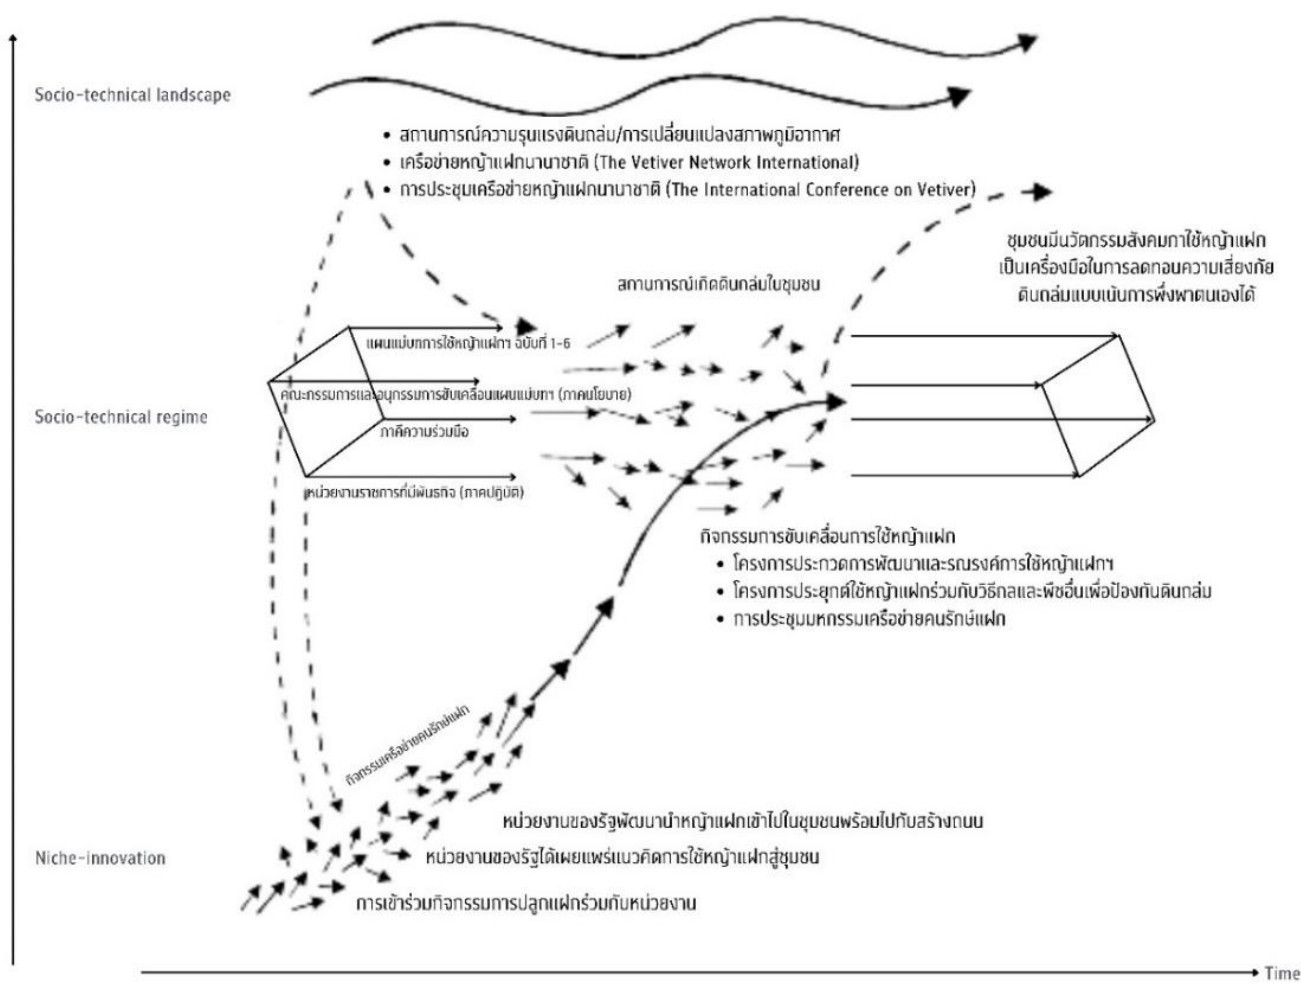 Socio-technical landscape
• สถานการณ์ความรุนแรงดินถล่ม/การเปลี่ยนแปลงสภาพภูมิอากาศ
• เครือข่ายหญ้าแฝกนานาชาติ (The Vetiver Network International)
• การประชุมเครือข่ายหญ้าแฝกนานาชาติ (The International Conference on Vetiver)
ชุมชนมีนวัตกรรมสังคมกาใช้หญ้าแฝก
เป็นเครื่องมือในการลดทอนความเสี่ยงภัย
ดินถล่มแบบเน้นการพึ่งพาตนเองได้
สถานการณ์เกิดดินถล่มในชุมชน
แผนแม่บทการใช้หญ้าแฝกฯ ฉบับที่ 1-6
คณะกรรมการและอนุกรรมการขับเคลื่อนแผนแม่บทฯ (ภาคนโยบาย)
Socio-technical regime
ภาคีความร่วมมือ
หน่วยงานราชการที่มีพันธกิจ (ภาคปฏิบัติ)
กิจกรรมการขับเคลื่อนการใช้หญ้าแฝก
• โครงการประกวดการพัฒนาและรณรงค์การใช้หญ้าแฝกฯ
• โครงการประยุกต์ใช้หญ้าแฝกร่วมกับวิธีกลและพืชอื่นเพื่อป้องกันดินถล่ม
• การประชุมมหกรรมเครือข่ายคนรักษ์แฝก
กิจกรรมเครือข่ายคนรักษ์แฝก
หน่วยงานของรัฐพัฒนานำหญ้าแฝกเข้าไปในชุมชนพร้อมไปกับสร้างถนน
Niche-innovation
หน่วยงานของรัฐได้เผยแพร่แนวคิดการใช้หญ้าแฝกสู่ชุมชน
การเข้าร่วมกิจกรรมการปลูกแฝกร่วมกับหน่วยงาน
Time